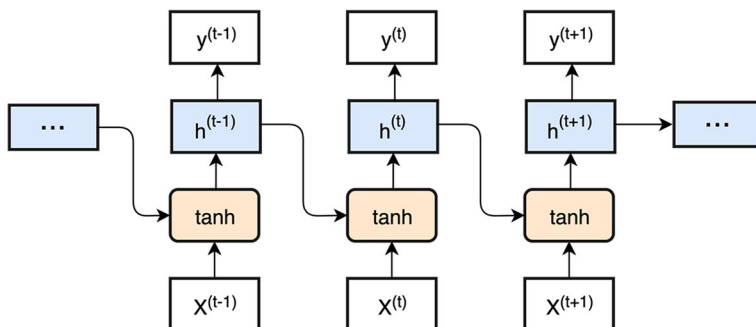 y(t-1) y(t) y(t+1)
... h(t-1) h(t) h(t+1) ...
tanh tanh tanh
X(t-1) X(t) X(t+1)